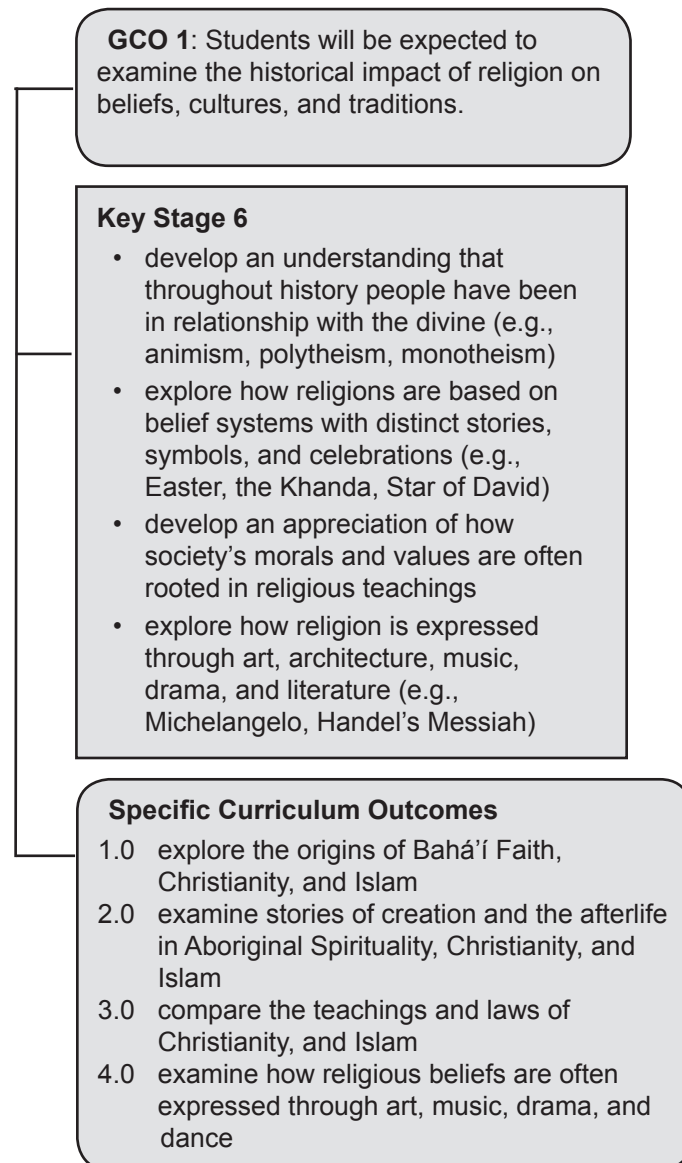 GCO 1: Students will be expected to
examine the historical impact of religion on
beliefs, cultures, and traditions.
Key Stage 6
• develop an understanding that
throughout history people have been
in relationship with the divine (e.g.,
animism, polytheism, monotheism)
• explore how religions are based on
belief systems with distinct stories,
symbols, and celebrations (e.g.,
Easter, the Khanda, Star of David)
• develop an appreciation of how
society’s morals and values are often
rooted in religious teachings
• explore how religion is expressed
through art, architecture, music,
drama, and literature (e.g.,
Michelangelo, Handel’s Messiah)
Specific Curriculum Outcomes
1.0 explore the origins of Bahá’í Faith,
Christianity, and Islam
2.0 examine stories of creation and the afterlife
in Aboriginal Spirituality, Christianity, and
Islam
3.0 compare the teachings and laws of
Christianity, and Islam
4.0 examine how religious beliefs are often
expressed through art, music, drama, and
dance